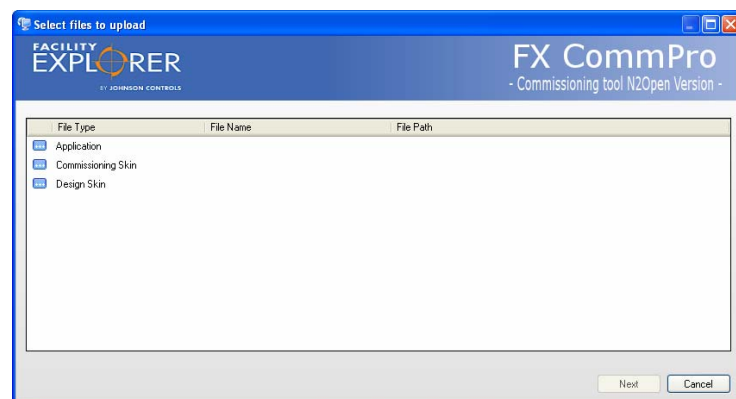 Select files to upload
FACILITY
EXPLORER
BY JOHNSON CONTROLS
FX CommPro
- Commissioning tool N2Open Version -
File Type File Name File Path
Application
Commissioning Skin
Design Skin
Next Cancel